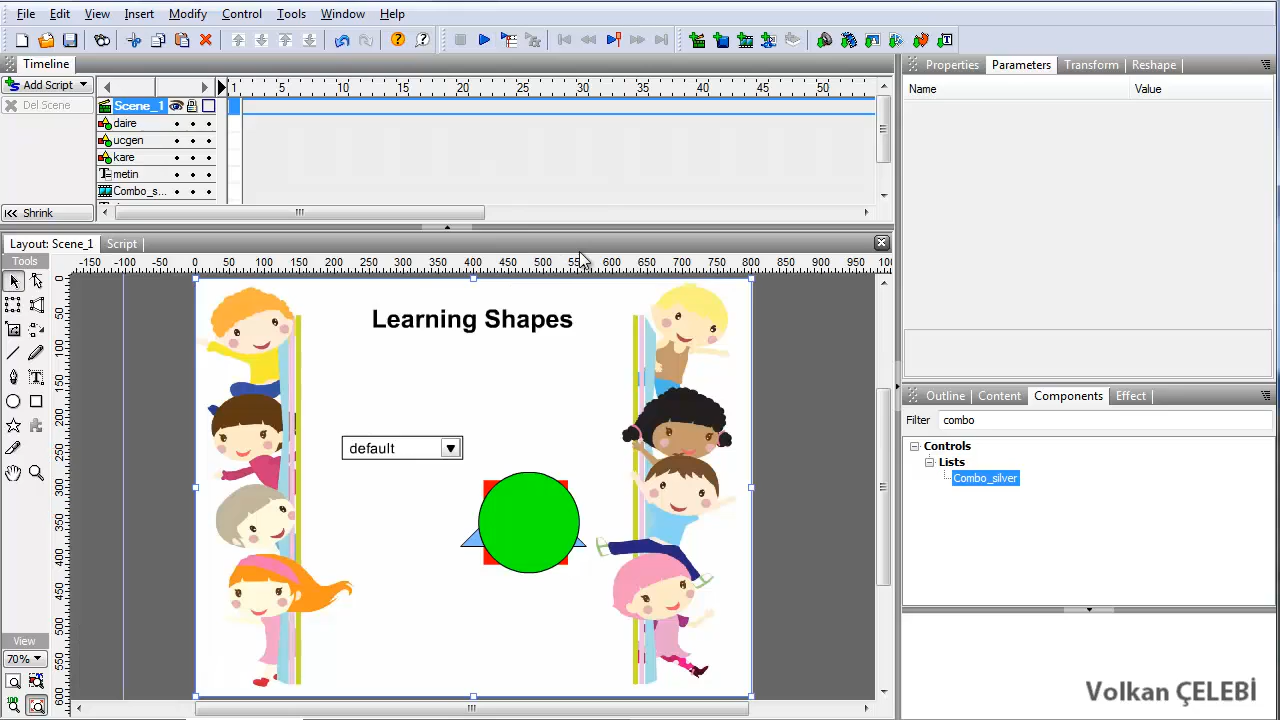 File Edit View Insert Modify Control Tools Window Help
Timeline
Properties Parameters Transform Reshape
Add Script
1 5 10 15 20 25 30 35 40 45 50
Name Value
Del Scene
Scene_1
daire
ucgen
kare
metin
Combo_s...
Shrink
Layout: Scene_1 Script
Tools
-150 -100 -50 0 50 100 150 200 250 300 350 400 450 500 550 600 650 700 750 800 850 900 950
Learning Shapes
default
Outline Content Components Effect
Filter combo
Controls
Lists
Combo_silver
View
70%
Volkan ÇELEBİ